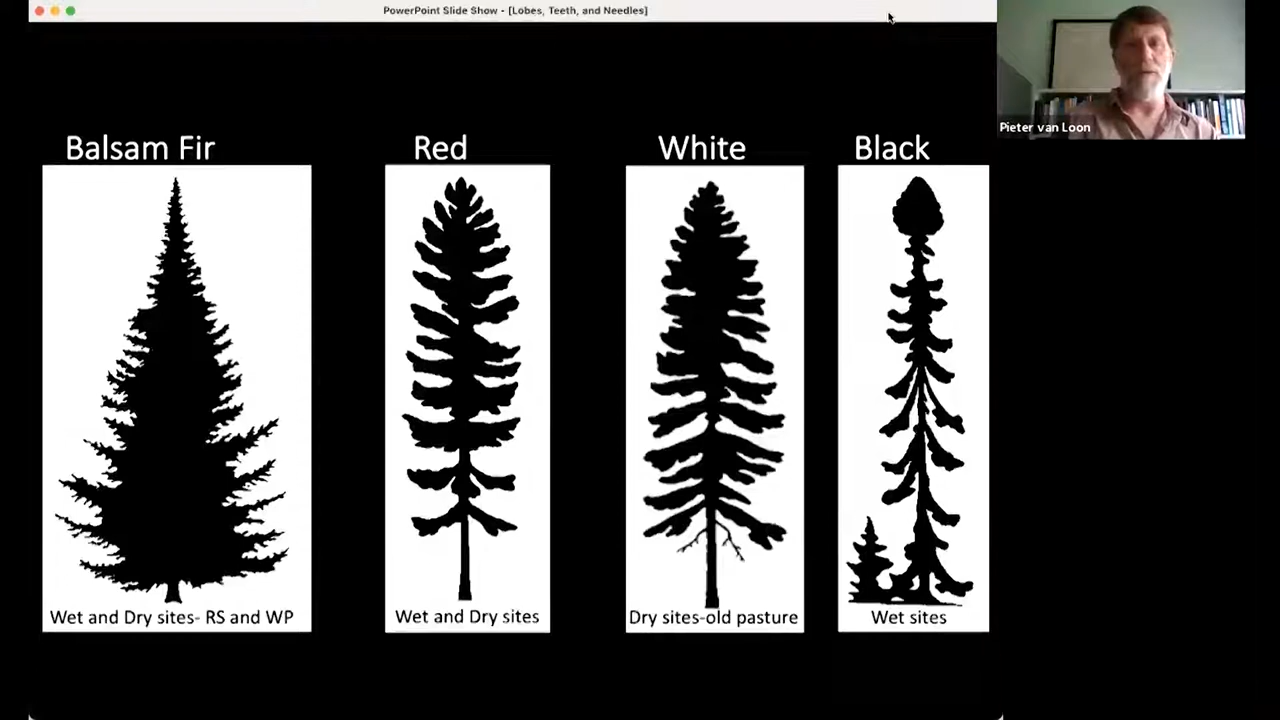 PowerPoint Slide Show - [Lobes, Teeth, and Needles]
Pieter van Loon
Balsam Fir
Red
White
Black
Wet and Dry sites- RS and WP
Wet and Dry sites
Dry sites-old pasture
Wet sites